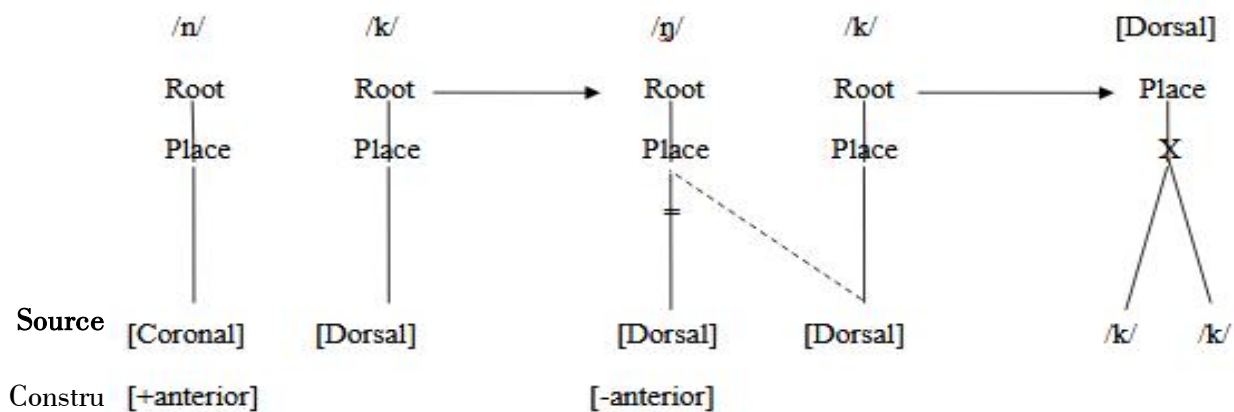 /n/ /k/ /ŋ/ /k/ [Dorsal]
Root Root Root Root Place
Place Place Place Place X
Source [Coronal] [Dorsal] [Dorsal] [Dorsal] /k/ /k/
Constru [+anterior] [-anterior]